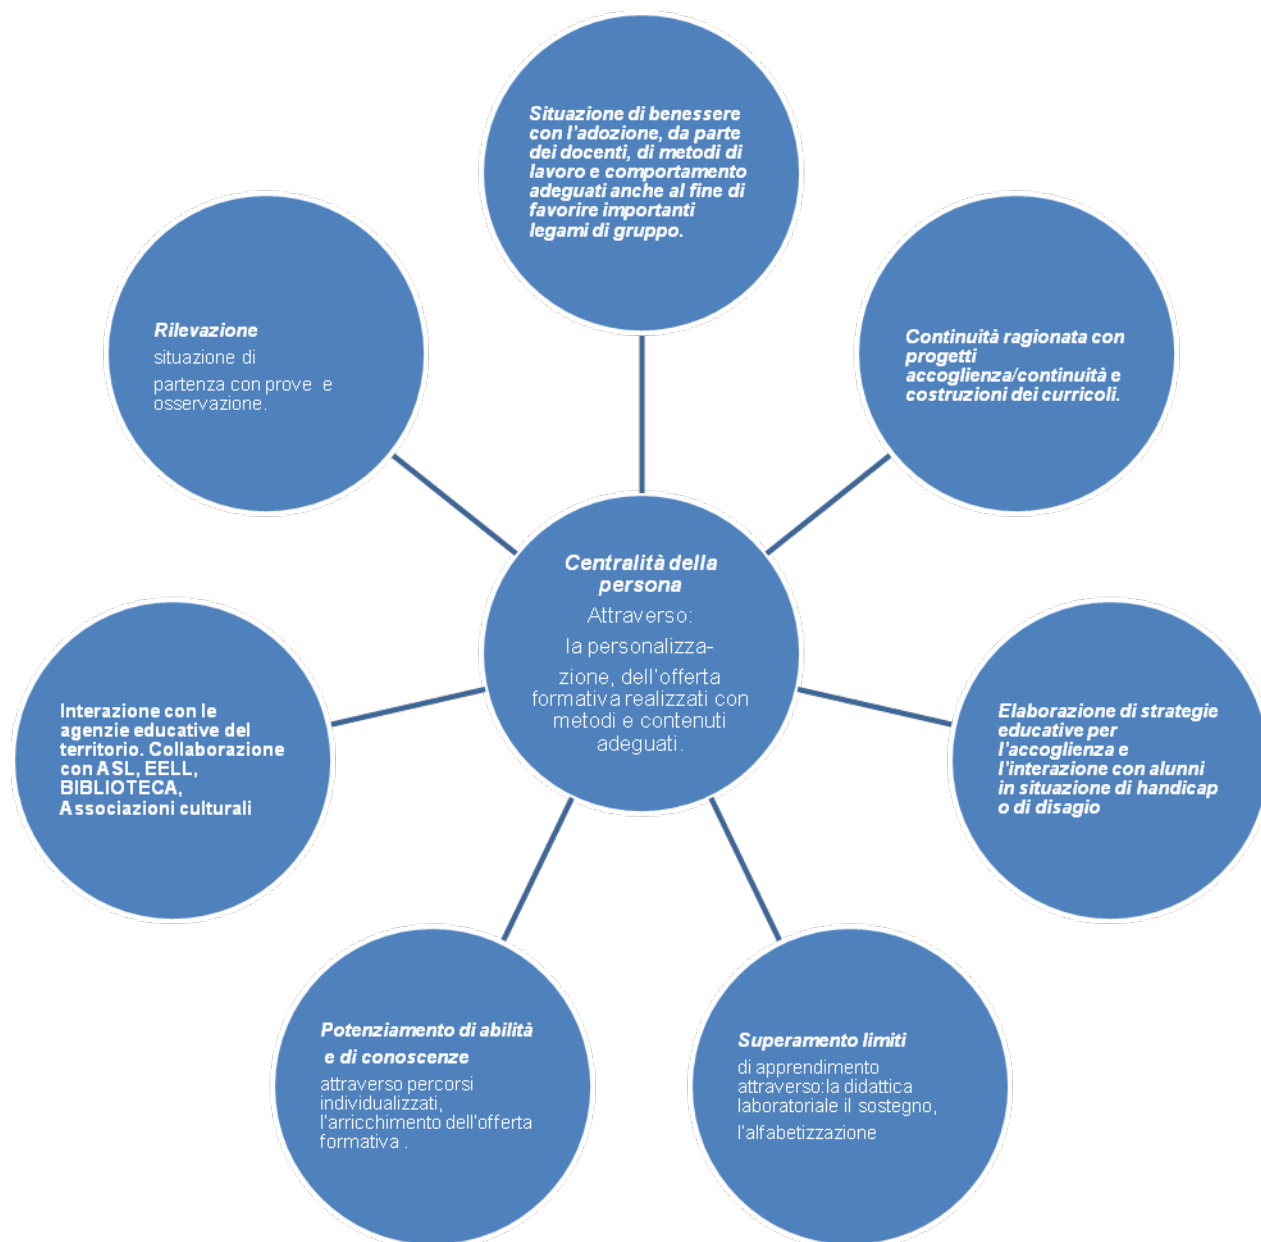 Situazione di benessere
con l'adozione, da parte
dei docenti, di metodi di
lavoro e comportamento
adeguati anche al fine di
favorire importanti
legami di gruppo.
Continuità ragionata con
progetti
accoglienza/continuità e
costruzioni dei curricoli.
Elaborazione di strategie
educative per
l'accoglienza e
l'interazione con alunni
in situazione di handicap
o di disagio
Superamento limiti
di apprendimento
attraverso:la didattica
laboratoriale il sostegno,
l'alfabetizzazione
Potenziamento di abilità
e di conoscenze
attraverso percorsi
individualizzati,
l'arricchimento dell'offerta
formativa .
Interazione con le
agenzie educative del
territorio. Collaborazione
con ASL, EELL,
BIBLIOTECA,
Associazioni culturali
Rilevazione
situazione di
partenza con prove e
osservazione.
Centralità della
persona
Attraverso:
la personalizza-
zione, dell'offerta
formativa realizzati con
metodi e contenuti
adeguati.